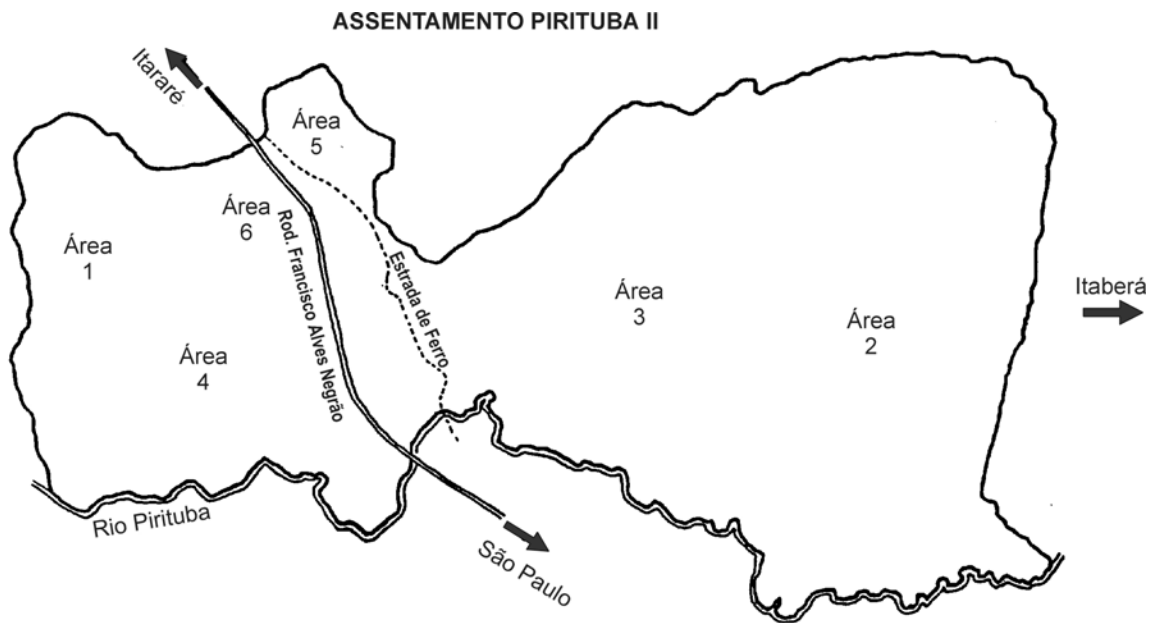 ASSENTAMENTO PIRITUBA II
Itararé
Área
5
Área
6
Área
1
Rod. Francisco Alves Negrão
Estrada de Ferro
Área
3
Itaberá
Área
2
Área
4
Rio Pirituba
São Paulo